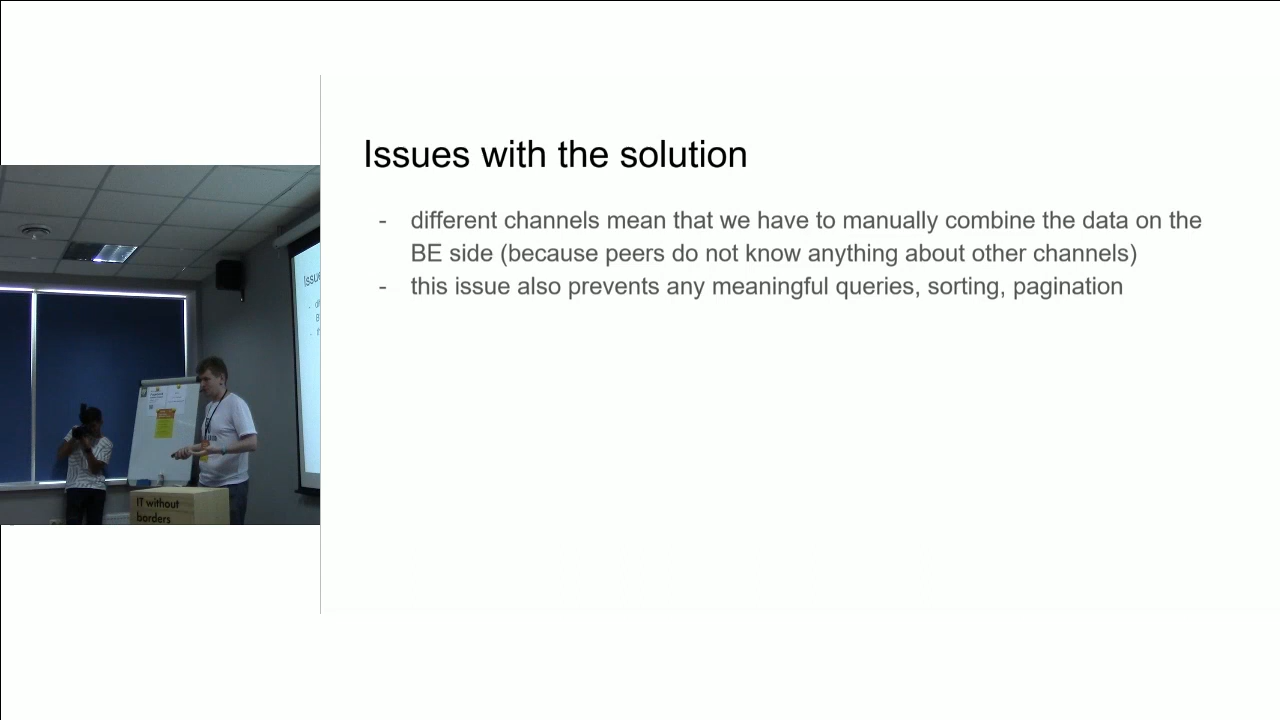 Issues with the solution
- different channels mean that we have to manually combine the data on the
BE side (because peers do not know anything about other channels)
- this issue also prevents any meaningful queries, sorting, pagination
Issue
IT without
borders